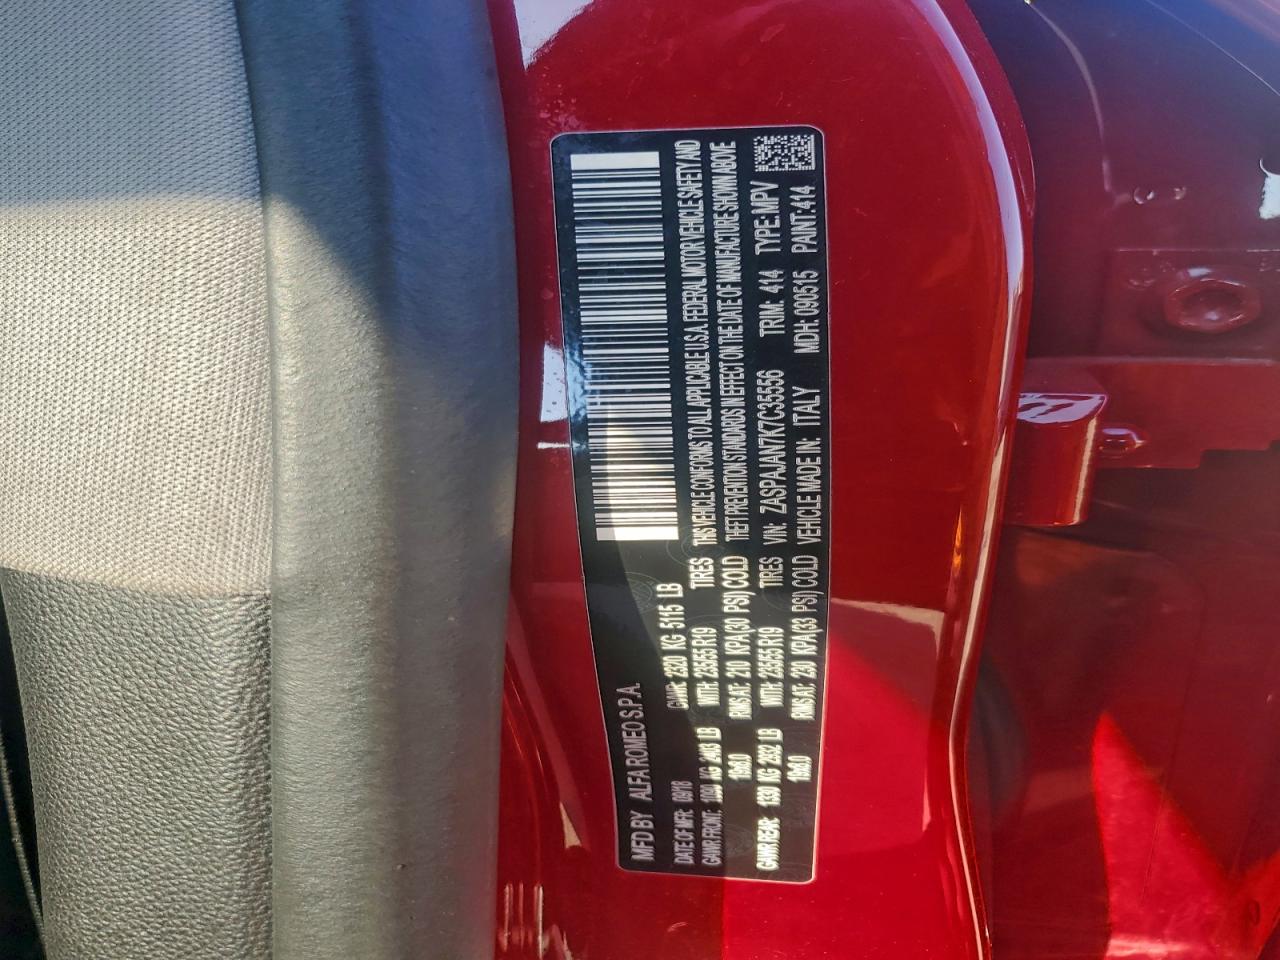 MFD BY ALFA ROMEO S.P.A.
DATE OF MFR: 09/18 GVWR: 2320 KG 5115 LB
GAWR FRONT: KG LB WITH: 235/55 R19 TIRES
19x8.0 RIMS AT: 210 KPA(30 PSI) COLD
GAWR REAR: 1330 KG 2932 LB WITH: 235/55 R19 TIRES
19x8.0 RIMS AT: 230 KPA(33 PSI) COLD
THIS VEHICLE CONFORMS TO ALL APPLICABLE U.S.A. FEDERAL MOTOR VEHICLE SAFETY AND
THEFT PREVENTION STANDARDS IN EFFECT ON THE DATE OF MANUFACTURE SHOWN ABOVE
VIN: ZASPAJAN7K7C35556 TRIM: 414 TYPE: MPV
VEHICLE MADE IN: ITALY MDH: 090515 PAINT: 414